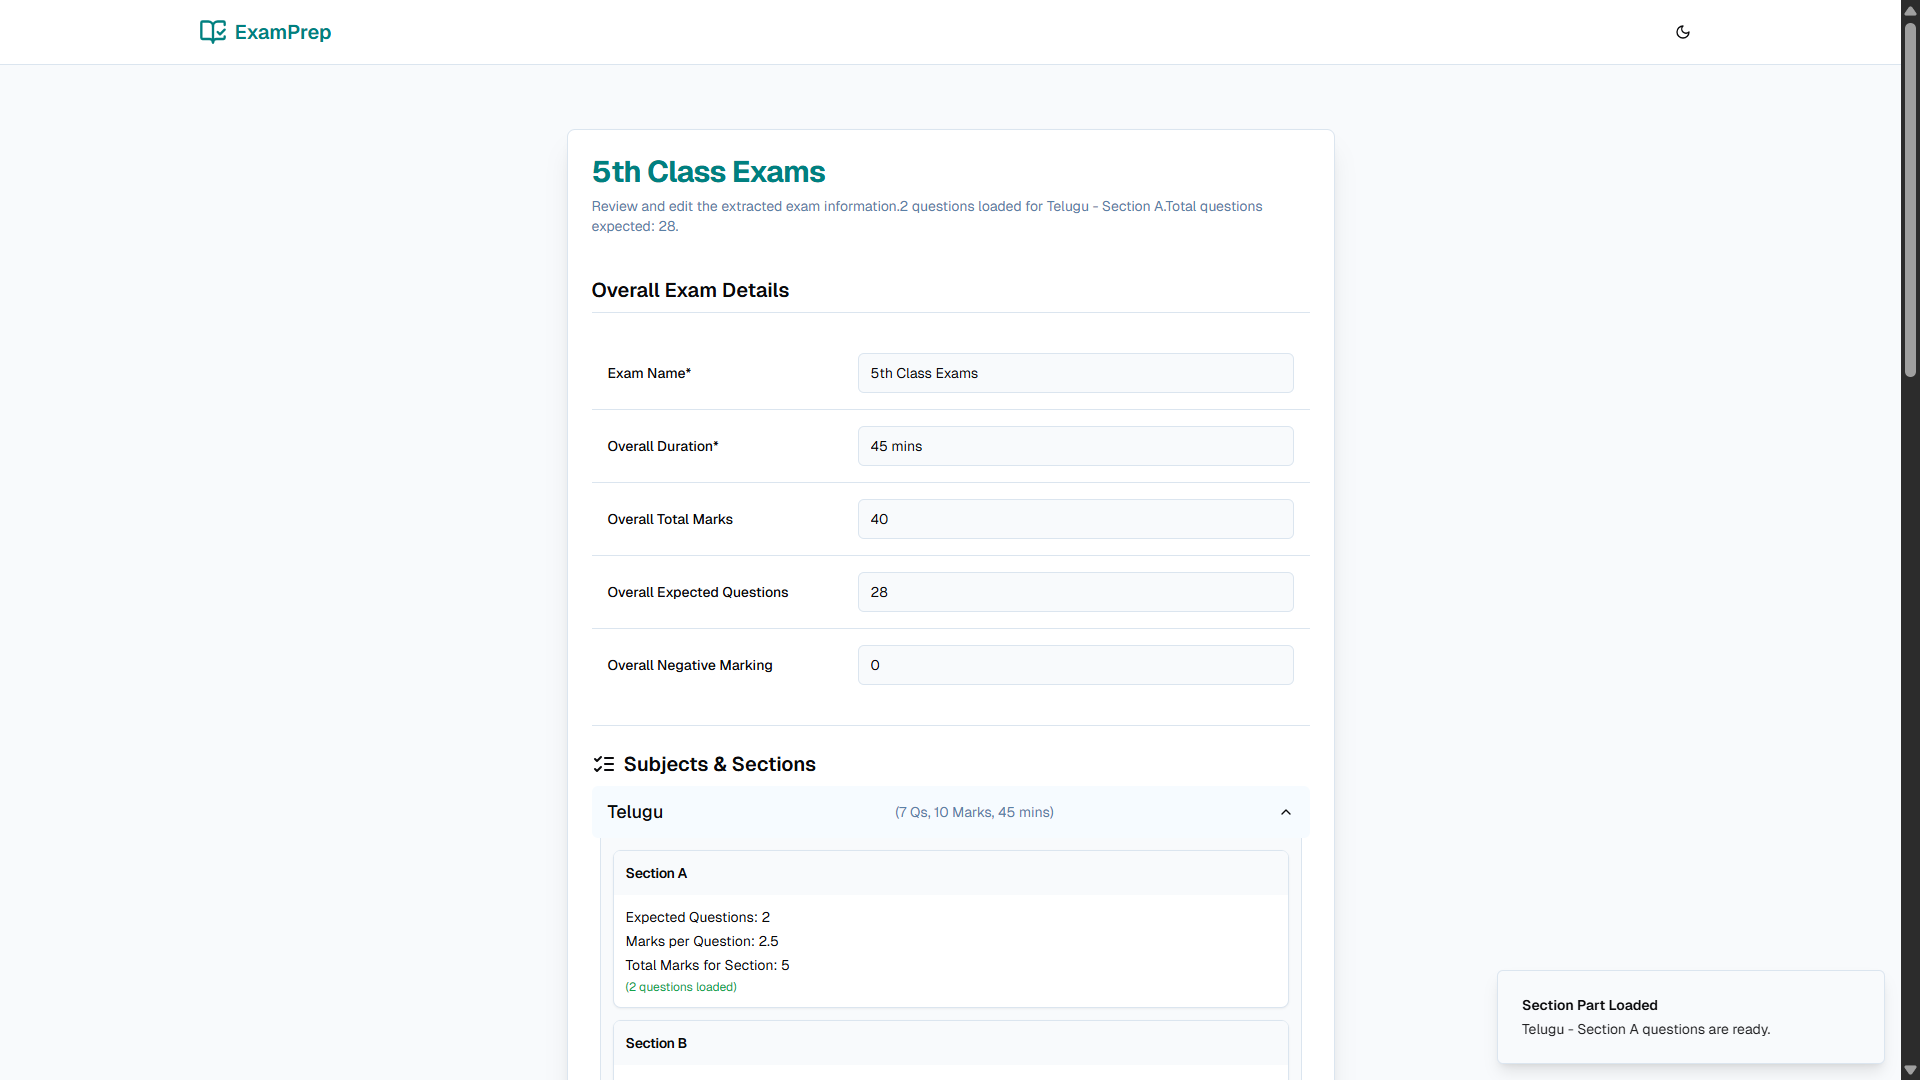 ExamPrep
5th Class Exams
Review and edit the extracted exam information.2 questions loaded for Telugu - Section A.Total questions
expected: 28.
Overall Exam Details
Exam Name*
5th Class Exams
Overall Duration*
45 mins
Overall Total Marks
40
Overall Expected Questions
28
Overall Negative Marking
0
Subjects & Sections
Telugu
(7 Qs, 10 Marks, 45 mins)
Section A
Expected Questions: 2
Marks per Question: 2.5
Total Marks for Section: 5
(2 questions loaded)
Section B
Section Part Loaded
Telugu - Section A questions are ready.